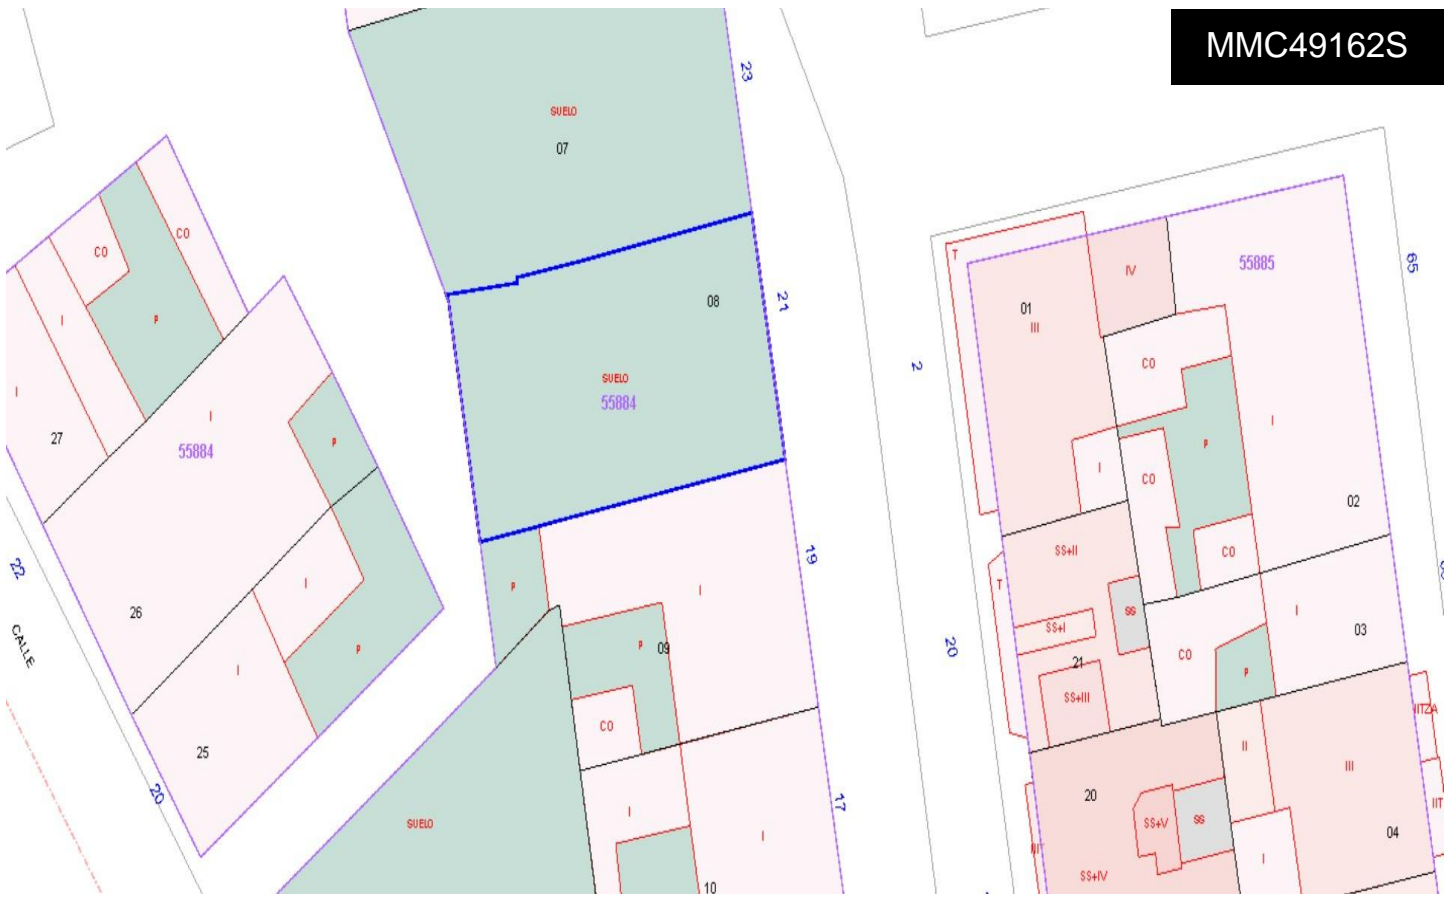 MMC49162S
23
SUELO
07
CO
CO
I
P
I
27
I
55884
P
26
22
CALLE
I
I
P
25
20
08
21
SUELO
55884
19
P
I
P
09
CO
SUELO
I
17
I
10
T
IV
55885
65
01
III
2
CO
I
P
I
CO
02
SS+II
CO
T
SS
I
SS+I
03
20
CO
21
P
SS+III
II
III
20
SS+V
SS
04
I
SS+IV